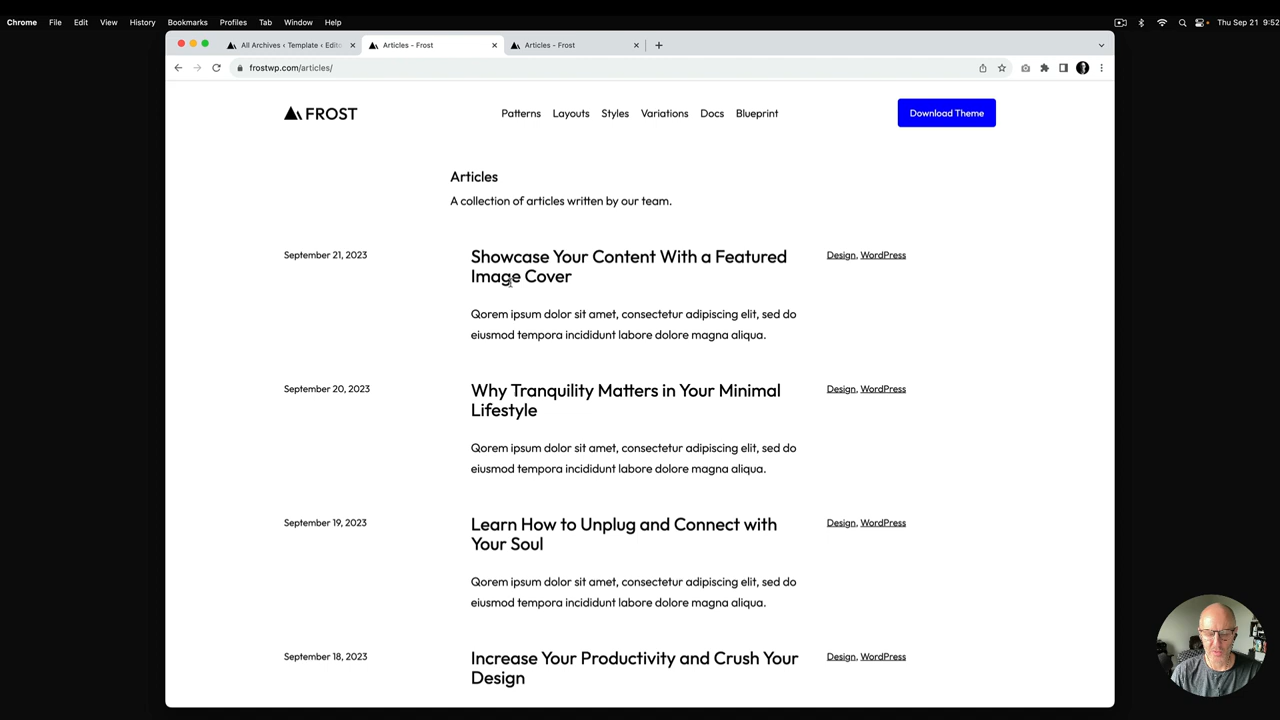 Chrome File Edit View History Bookmarks Profiles Tab Window Help Thu Sep 21 9:52
All Archives ‹ Template ‹ Edito Articles - Frost Articles - Frost
frostwp.com/articles/
FROST Patterns Layouts Styles Variations Docs Blueprint Download Theme
Articles
A collection of articles written by our team.
September 21, 2023
Showcase Your Content With a Featured
Image Cover
Design, WordPress
Qorem ipsum dolor sit amet, consectetur adipiscing elit, sed do
eiusmod tempora incididunt labore dolore magna aliqua.
September 20, 2023
Why Tranquility Matters in Your Minimal
Lifestyle
Design, WordPress
Qorem ipsum dolor sit amet, consectetur adipiscing elit, sed do
eiusmod tempora incididunt labore dolore magna aliqua.
September 19, 2023
Learn How to Unplug and Connect with
Your Soul
Design, WordPress
Qorem ipsum dolor sit amet, consectetur adipiscing elit, sed do
eiusmod tempora incididunt labore dolore magna aliqua.
September 18, 2023
Increase Your Productivity and Crush Your
Design
Design, WordPress